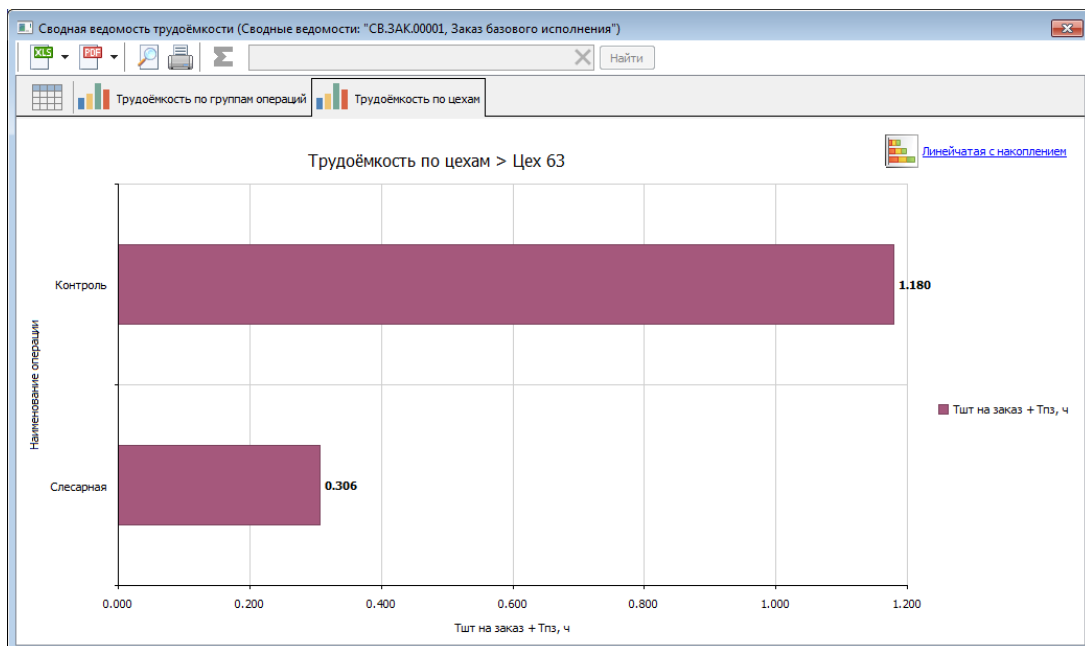 Сводная ведомость трудоёмкости (Сводные ведомости: "СВ.ЗАК.00001, Заказ базового исполнения")
XLS PDF Σ Найти
Трудоёмкость по группам операций Трудоёмкость по цехам
Трудоёмкость по цехам > Цех 63
Линейчатая с накоплением
Контроль
1.180
Наименование операции
Тшт на заказ + Тпз, ч
Слесарная
0.306
0.000 0.200 0.400 0.600 0.800 1.000 1.200
Тшт на заказ + Тпз, ч